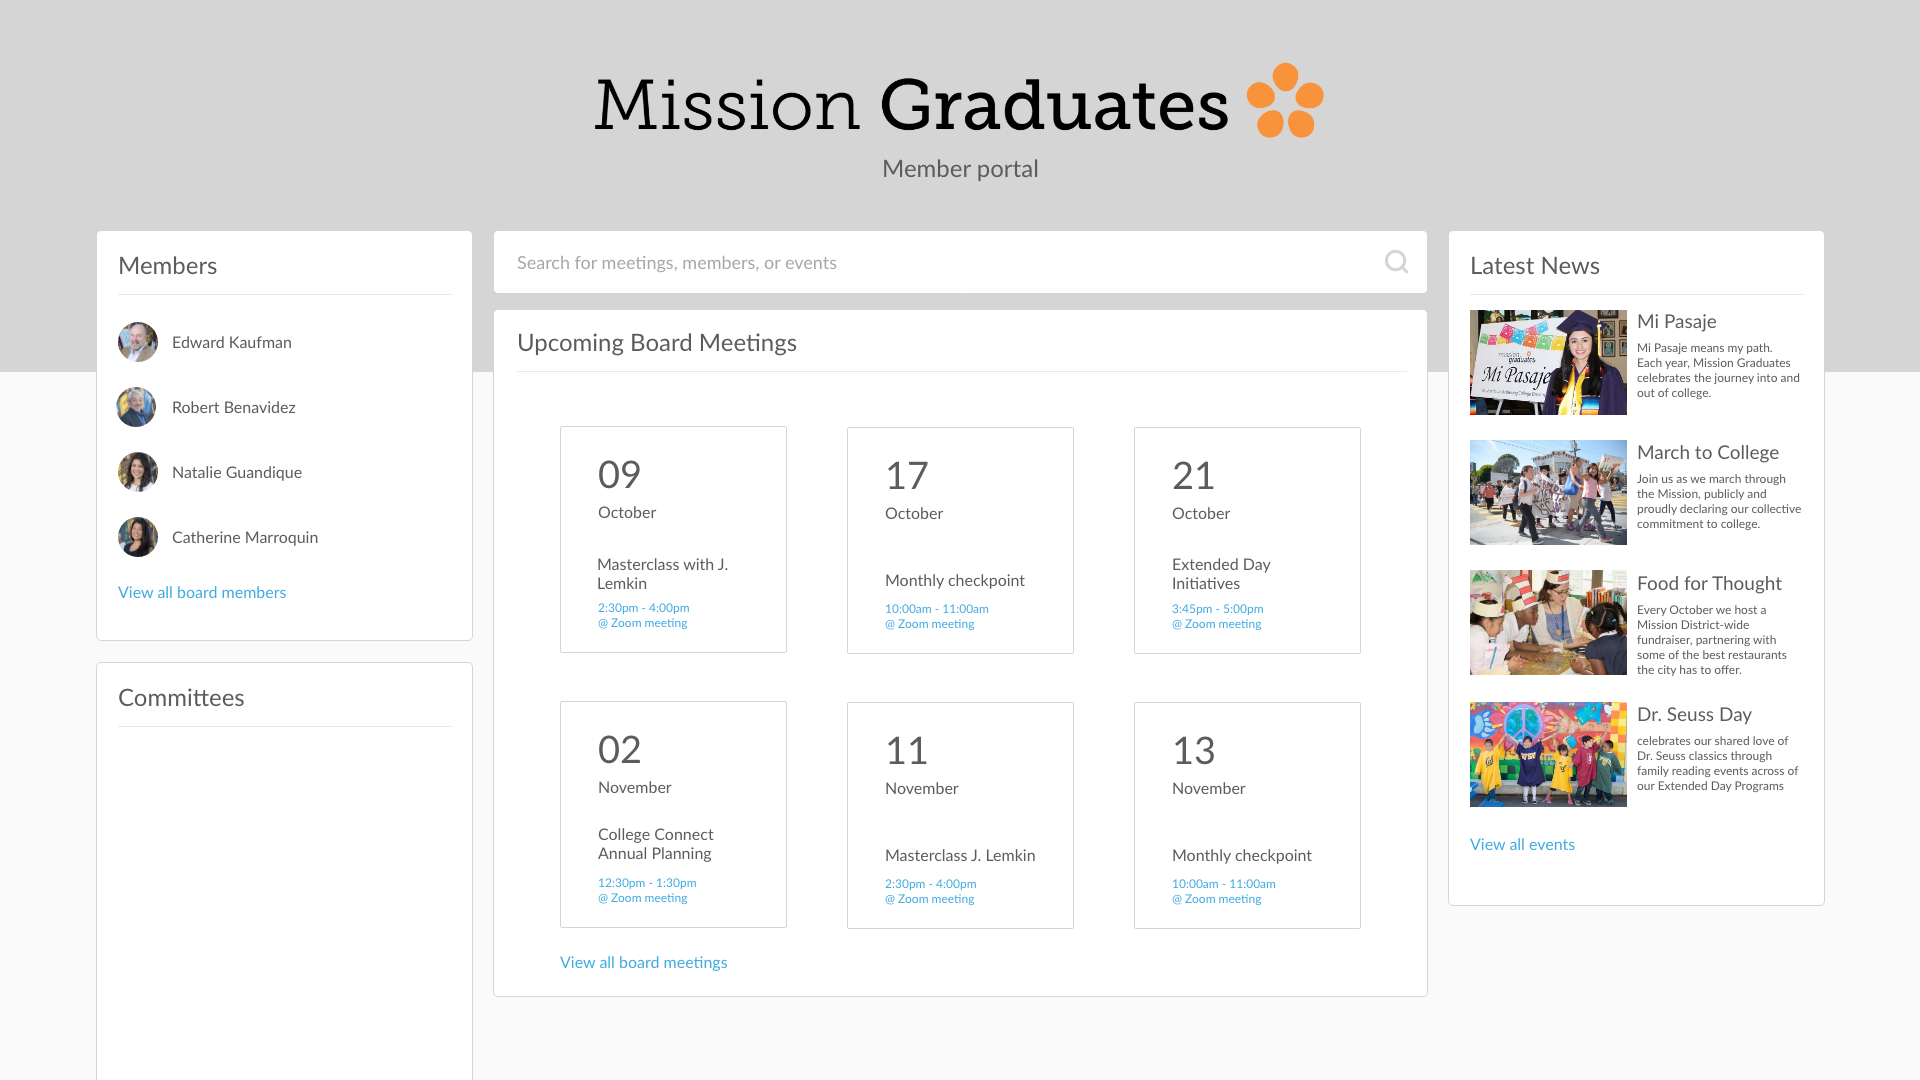 Mission Graduates
Member portal
Members
Edward Kaufman
Robert Benavidez
Natalie Guandique
Catherine Marroquin
View all board members
Committees
Search for meetings, members, or events
Upcoming Board Meetings
09
October
Masterclass with J.
Lemkin
2:30pm - 4:00pm
@ Zoom meeting
17
October
Monthly checkpoint
10:00am - 11:00am
@ Zoom meeting
21
October
Extended Day
Initiatives
3:45pm - 5:00pm
@ Zoom meeting
02
November
College Connect
Annual Planning
12:30pm - 1:30pm
@ Zoom meeting
11
November
Masterclass J. Lemkin
2:30pm - 4:00pm
@ Zoom meeting
13
November
Monthly checkpoint
10:00am - 11:00am
@ Zoom meeting
View all board meetings
Latest News
mission
graduates
Mi Pasaje
Mi Pasaje
Mi Pasaje means my path.
Each year, Mission Graduates
celebrates the journey into and
out of college.
March to College
Join us as we march through
the Mission, publicly and
proudly declaring our collective
commitment to college.
Food for Thought
Every October we host a
Mission District-wide
fundraiser, partnering with
some of the best restaurants
the city has to offer.
Dr. Seuss Day
celebrates our shared love of
Dr. Seuss classics through
family reading events across of
our Extended Day Programs
View all events